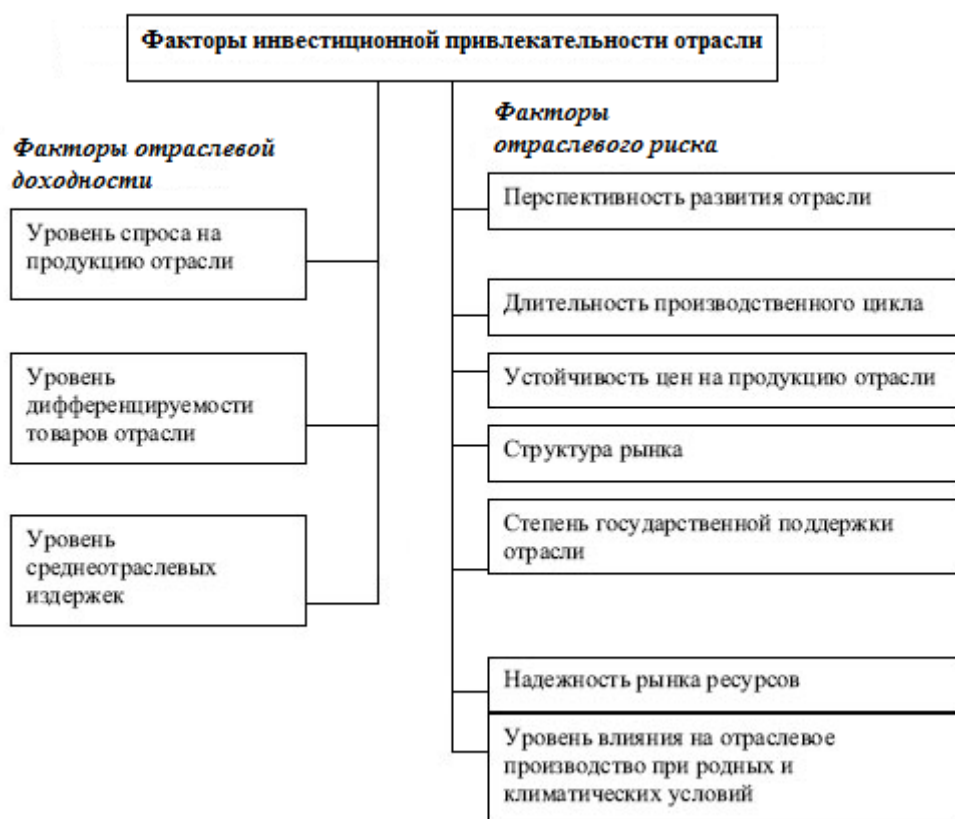 Факторы инвестиционной привлекательности отрасли
Факторы отраслевой
доходности
Уровень спроса на
продукцию отрасли
Уровень
дифференцируемости
товаров отрасли
Уровень
среднеотраслевых
издержек
Факторы
отраслевого риска
Перспективность развития отрасли
Длительность производственного цикла
Устойчивость цен на продукцию отрасли
Структура рынка
Степень государственной поддержки
отрасли
Надежность рынка ресурсов
Уровень влияния на отраслевое
производство при родных и
климатических условий